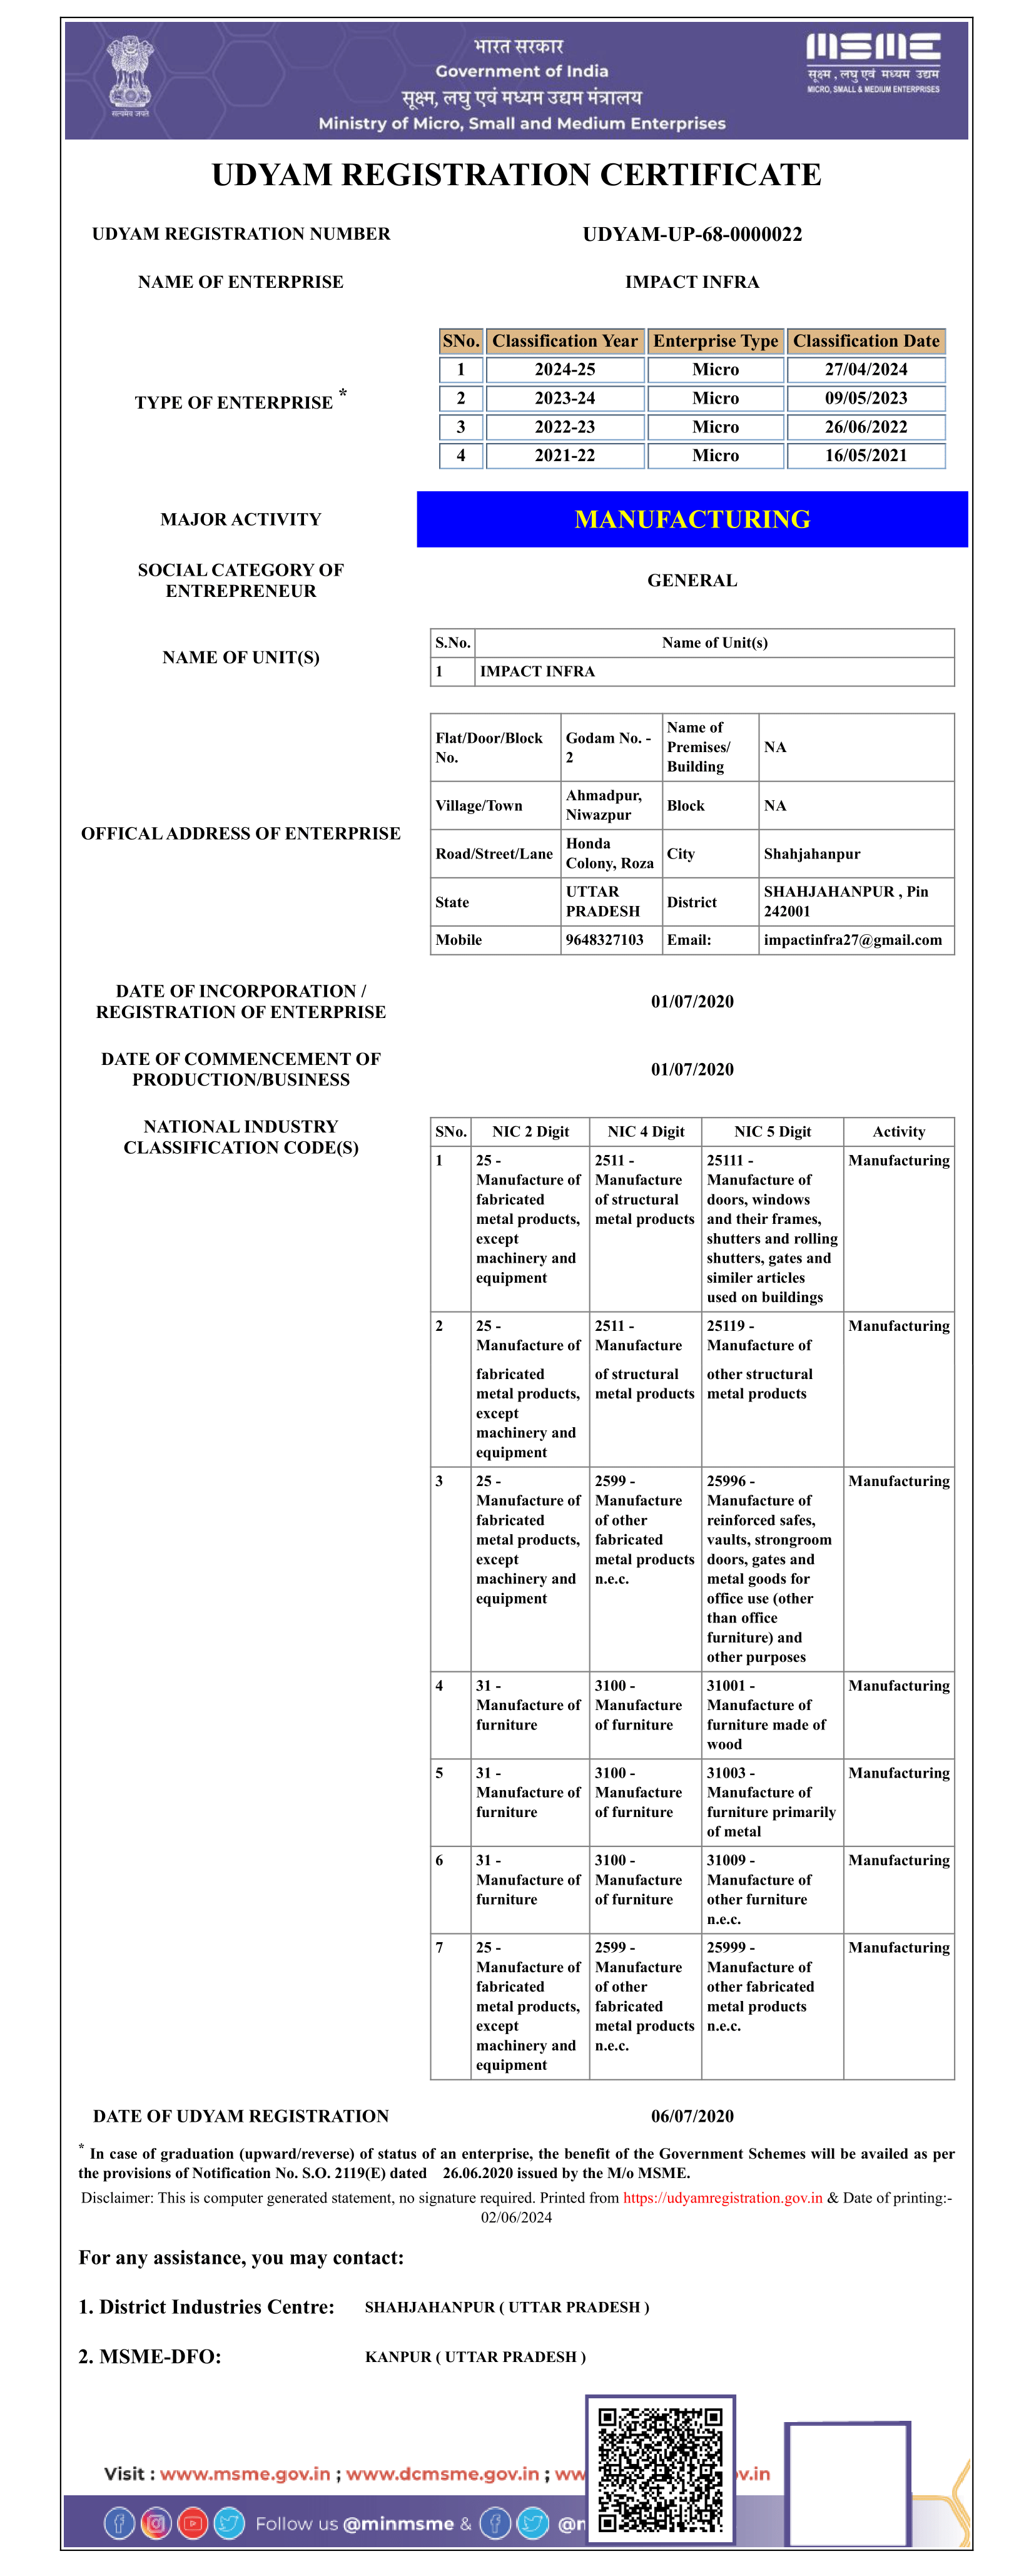 भारत सरकार
Government of India
सूक्ष्म, लघु एवं मध्यम उद्यम मंत्रालय
Ministry of Micro, Small and Medium Enterprises
सत्यमेव जयते
MSME
सूक्ष्म , लघु एवं मध्यम उद्यम
MICRO, SMALL & MEDIUM ENTERPRISES
UDYAM REGISTRATION CERTIFICATE
UDYAM REGISTRATION NUMBER UDYAM-UP-68-0000022
NAME OF ENTERPRISE IMPACT INFRA
TYPE OF ENTERPRISE *
SNo. Classification Year Enterprise Type Classification Date
1 2024-25 Micro 27/04/2024
2 2023-24 Micro 09/05/2023
3 2022-23 Micro 26/06/2022
4 2021-22 Micro 16/05/2021
MAJOR ACTIVITY MANUFACTURING
SOCIAL CATEGORY OF
ENTREPRENEUR
GENERAL
NAME OF UNIT(S)
S.No. Name of Unit(s)
1 IMPACT INFRA
OFFICAL ADDRESS OF ENTERPRISE
Flat/Door/Block
No.
Godam No. -
2
Name of
Premises/
Building
NA
Village/Town
Ahmadpur,
Niwazpur
Block NA
Road/Street/Lane
Honda
Colony, Roza
City Shahjahanpur
State
UTTAR
PRADESH
District
SHAHJAHANPUR , Pin
242001
Mobile 9648327103 Email: impactinfra27@gmail.com
DATE OF INCORPORATION /
REGISTRATION OF ENTERPRISE
01/07/2020
DATE OF COMMENCEMENT OF
PRODUCTION/BUSINESS
01/07/2020
NATIONAL INDUSTRY
CLASSIFICATION CODE(S)
SNo. NIC 2 Digit NIC 4 Digit NIC 5 Digit Activity
1
25 -
Manufacture of
fabricated
metal products,
except
machinery and
equipment
2511 -
Manufacture
of structural
metal products
25111 -
Manufacture of
doors, windows
and their frames,
shutters and rolling
shutters, gates and
similer articles
used on buildings
Manufacturing
2
25 -
Manufacture of
fabricated
metal products,
except
machinery and
equipment
2511 -
Manufacture
of structural
metal products
25119 -
Manufacture of
other structural
metal products
Manufacturing
3
25 -
Manufacture of
fabricated
metal products,
except
machinery and
equipment
2599 -
Manufacture
of other
fabricated
metal products
n.e.c.
25996 -
Manufacture of
reinforced safes,
vaults, strongroom
doors, gates and
metal goods for
office use (other
than office
furniture) and
other purposes
Manufacturing
4
31 -
Manufacture of
furniture
3100 -
Manufacture
of furniture
31001 -
Manufacture of
furniture made of
wood
Manufacturing
5
31 -
Manufacture of
furniture
3100 -
Manufacture
of furniture
31003 -
Manufacture of
furniture primarily
of metal
Manufacturing
6
31 -
Manufacture of
furniture
3100 -
Manufacture
of furniture
31009 -
Manufacture of
other furniture
n.e.c.
Manufacturing
7
25 -
Manufacture of
fabricated
metal products,
except
machinery and
equipment
2599 -
Manufacture
of other
fabricated
metal products
n.e.c.
25999 -
Manufacture of
other fabricated
metal products
n.e.c.
Manufacturing
DATE OF UDYAM REGISTRATION 06/07/2020
* In case of graduation (upward/reverse) of status of an enterprise, the benefit of the Government Schemes will be availed as per
the provisions of Notification No. S.O. 2119(E) dated 26.06.2020 issued by the M/o MSME.
Disclaimer: This is computer generated statement, no signature required. Printed from https://udyamregistration.gov.in & Date of printing:-
02/06/2024
For any assistance, you may contact:
1. District Industries Centre: SHAHJAHANPUR ( UTTAR PRADESH )
2. MSME-DFO: KANPUR ( UTTAR PRADESH )
Visit : www.msme.gov.in ; www.dcmsme.gov.in ; ww v.in
Follow us @minmsme & @n